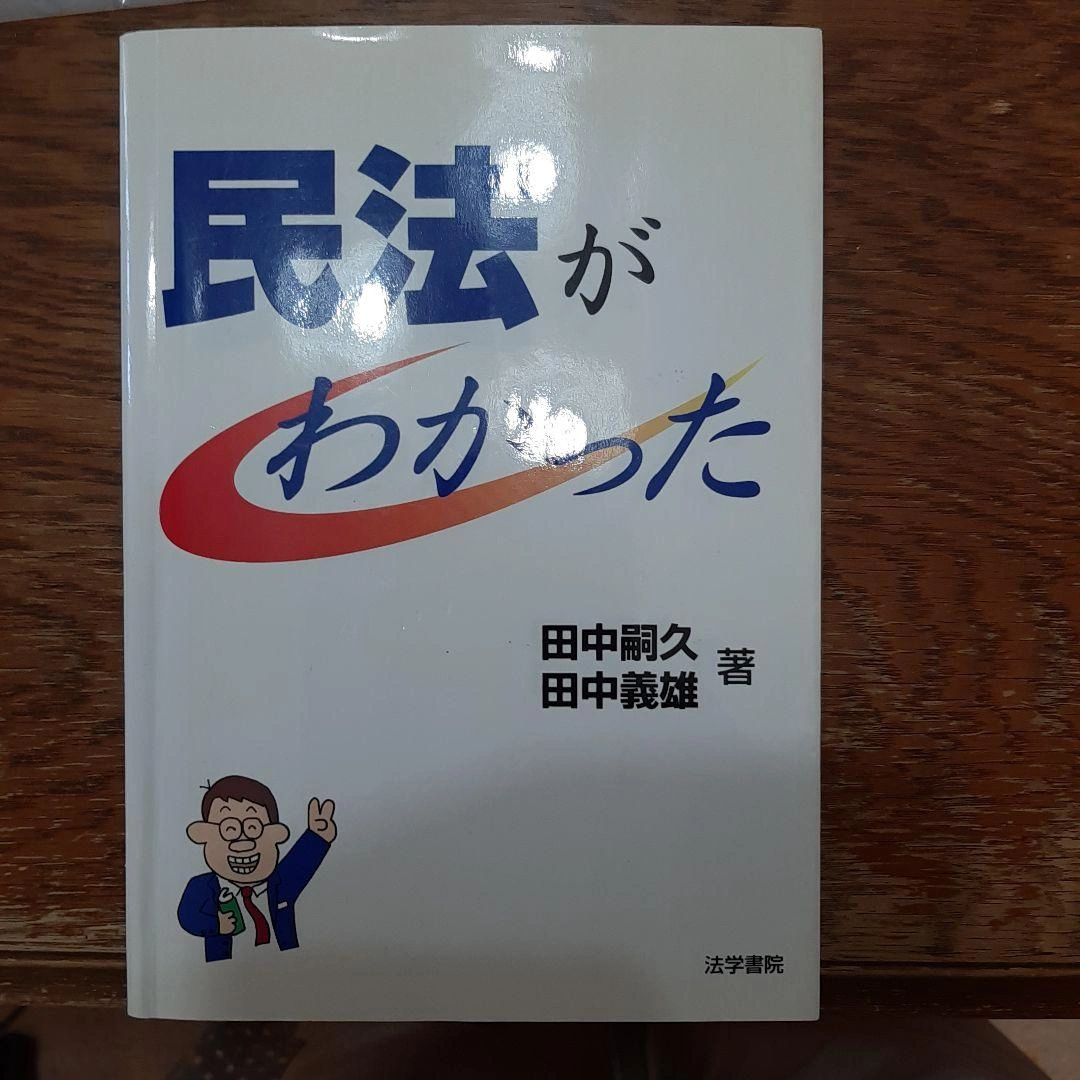 民法が
わかった
田中嗣久
田中義雄 著
法学書院